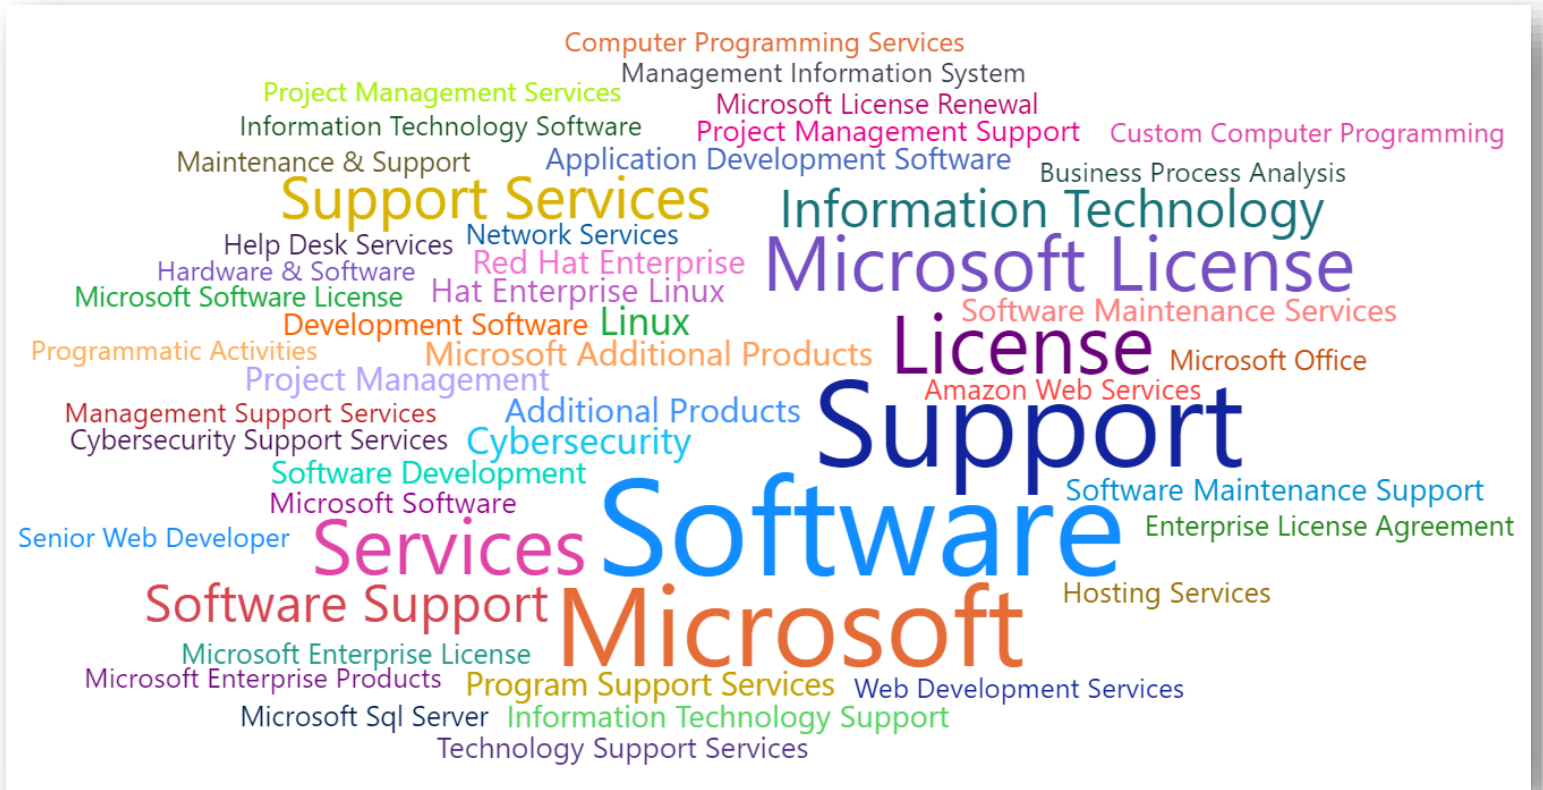 Computer Programming Services
Management Information System
Project Management Services
Microsoft License Renewal
Information Technology Software
Project Management Support
Custom Computer Programming
Maintenance & Support
Application Development Software
Business Process Analysis
Support Services
Information Technology
Help Desk Services
Network Services
Microsoft License
Hardware & Software
Red Hat Enterprise
Microsoft Software License
Hat Enterprise Linux
Software Maintenance Services
Development Software
Linux
License
Programmatic Activities
Microsoft Additional Products
Microsoft Office
Project Management
Amazon Web Services
Management Support Services
Additional Products
Support
Cybersecurity Support Services
Cybersecurity
Software Development
Software Maintenance Support
Microsoft Software
Software
Enterprise License Agreement
Senior Web Developer
Services
Hosting Services
Software Support
Microsoft
Microsoft Enterprise License
Microsoft Enterprise Products
Program Support Services
Web Development Services
Microsoft Sql Server
Information Technology Support
Technology Support Services